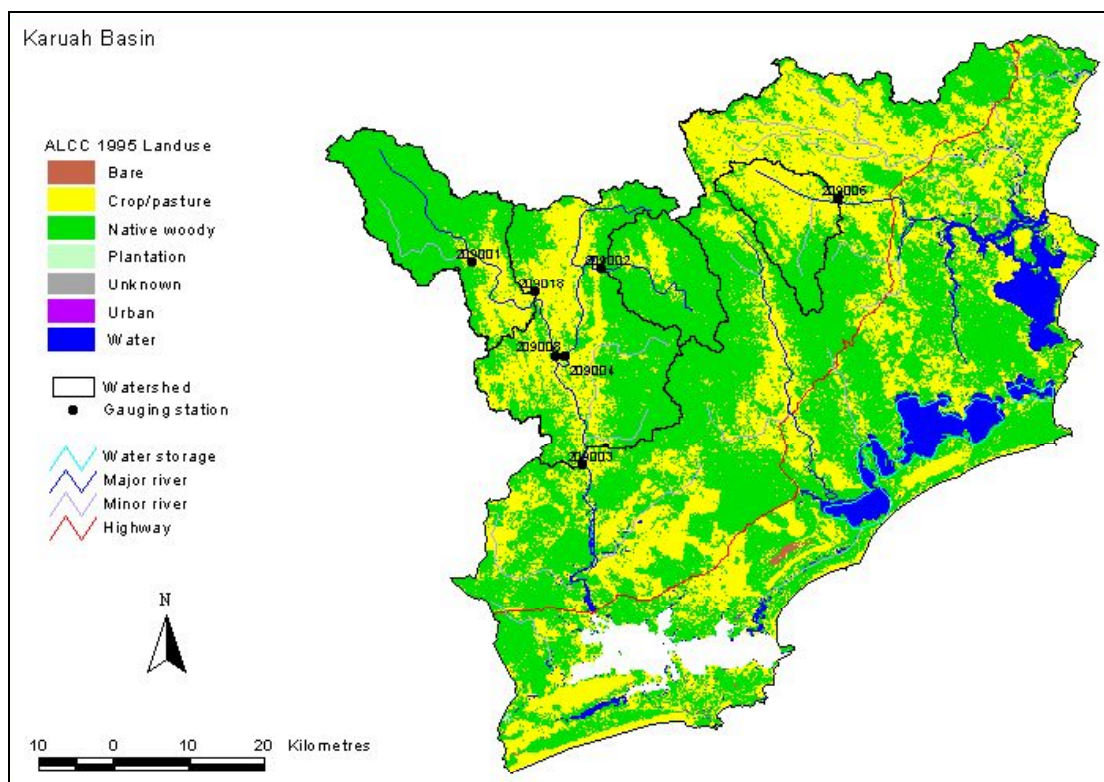 Karuah Basin
ALCC 1995 Landuse
Bare
Crop/pasture
Native woody
Plantation
Unknown
Urban
Water
Watershed
Gauging station
Water storage
Major river
Minor river
Highway
N
10 0 10 20 Kilometres
209006
209001
209002
209018
209008
209004
209003